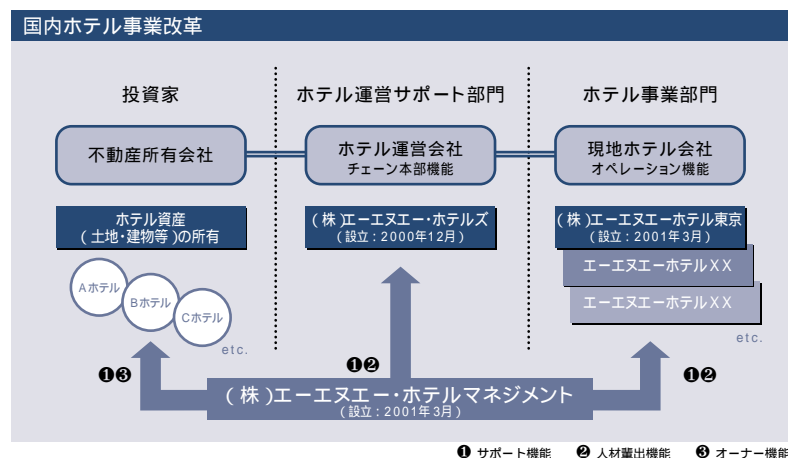 国内ホテル事業改革
投資家
ホテル運営サポート部門
ホテル事業部門
不動産所有会社
ホテル運営会社
チェーン本部機能
現地ホテル会社
オペレーション機能
ホテル資産
(土地・建物等)の所有
(株)エーエヌエー・ホテルズ
(設立:2000年12月)
(株)エーエヌエーホテル東京
(設立:2001年3月)
エーエヌエーホテルXX
エーエヌエーホテルXX
etc.
Aホテル
Bホテル
Cホテル
etc.
❶❸
❶❷
❶❷
(株)エーエヌエー・ホテルマネジメント
(設立:2001年3月)
❶ サポート機能 ❷ 人材輩出機能 ❸ オーナー機能